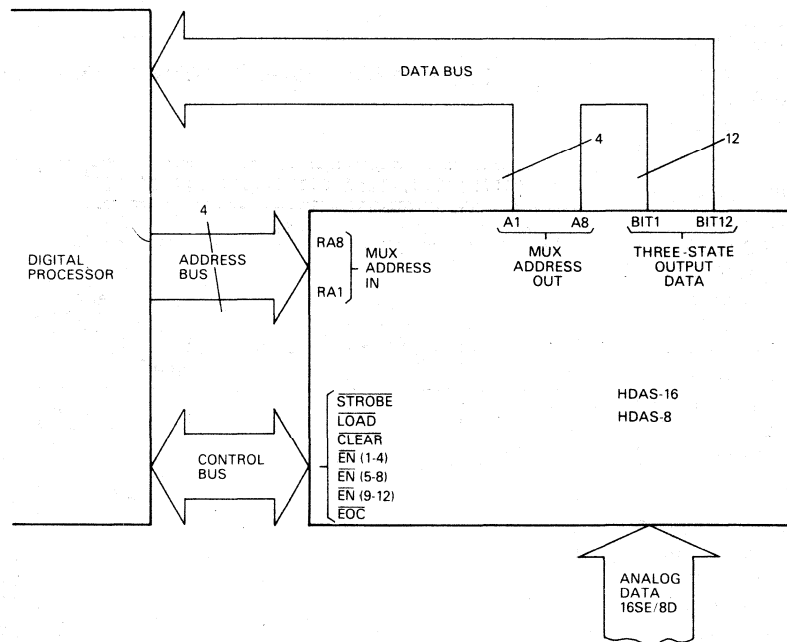 DATA BUS
4
12
A1 A8 BIT1 BIT12
MUX
ADDRESS
OUT
THREE-STATE
OUTPUT
DATA
DIGITAL
PROCESSOR
4
ADDRESS
BUS
RA8
RA1
MUX
ADDRESS
IN
CONTROL
BUS
STROBE
LOAD
CLEAR
EN (1-4)
EN (5-8)
EN (9-12)
EOC
HDAS-16
HDAS-8
ANALOG
DATA
16SE/8D